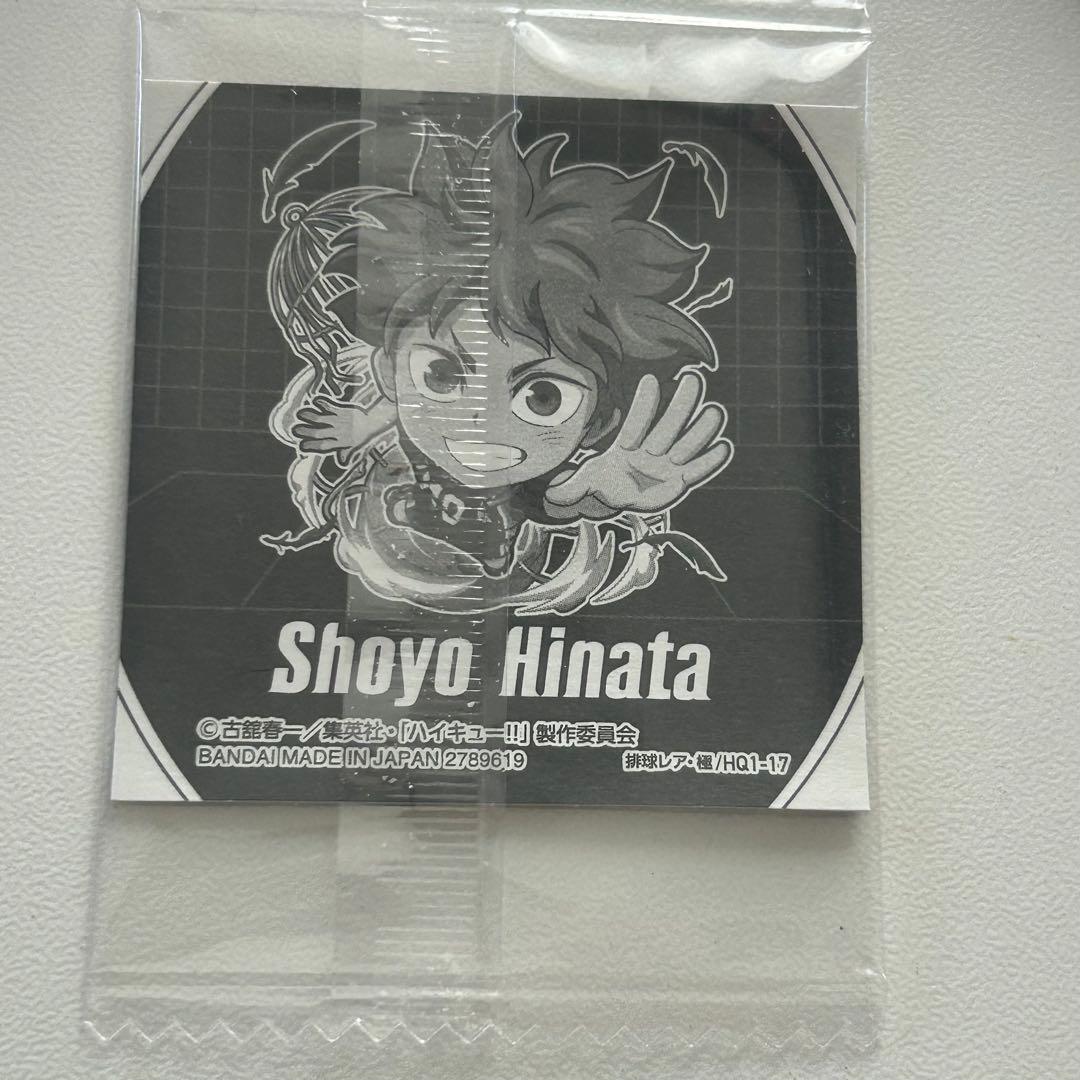 Shoyo Hinata
©古舘春一／集英社・「ハイキュー!!」製作委員会
BANDAI MADE IN JAPAN 2789619
排球レア・極/HQ1-17